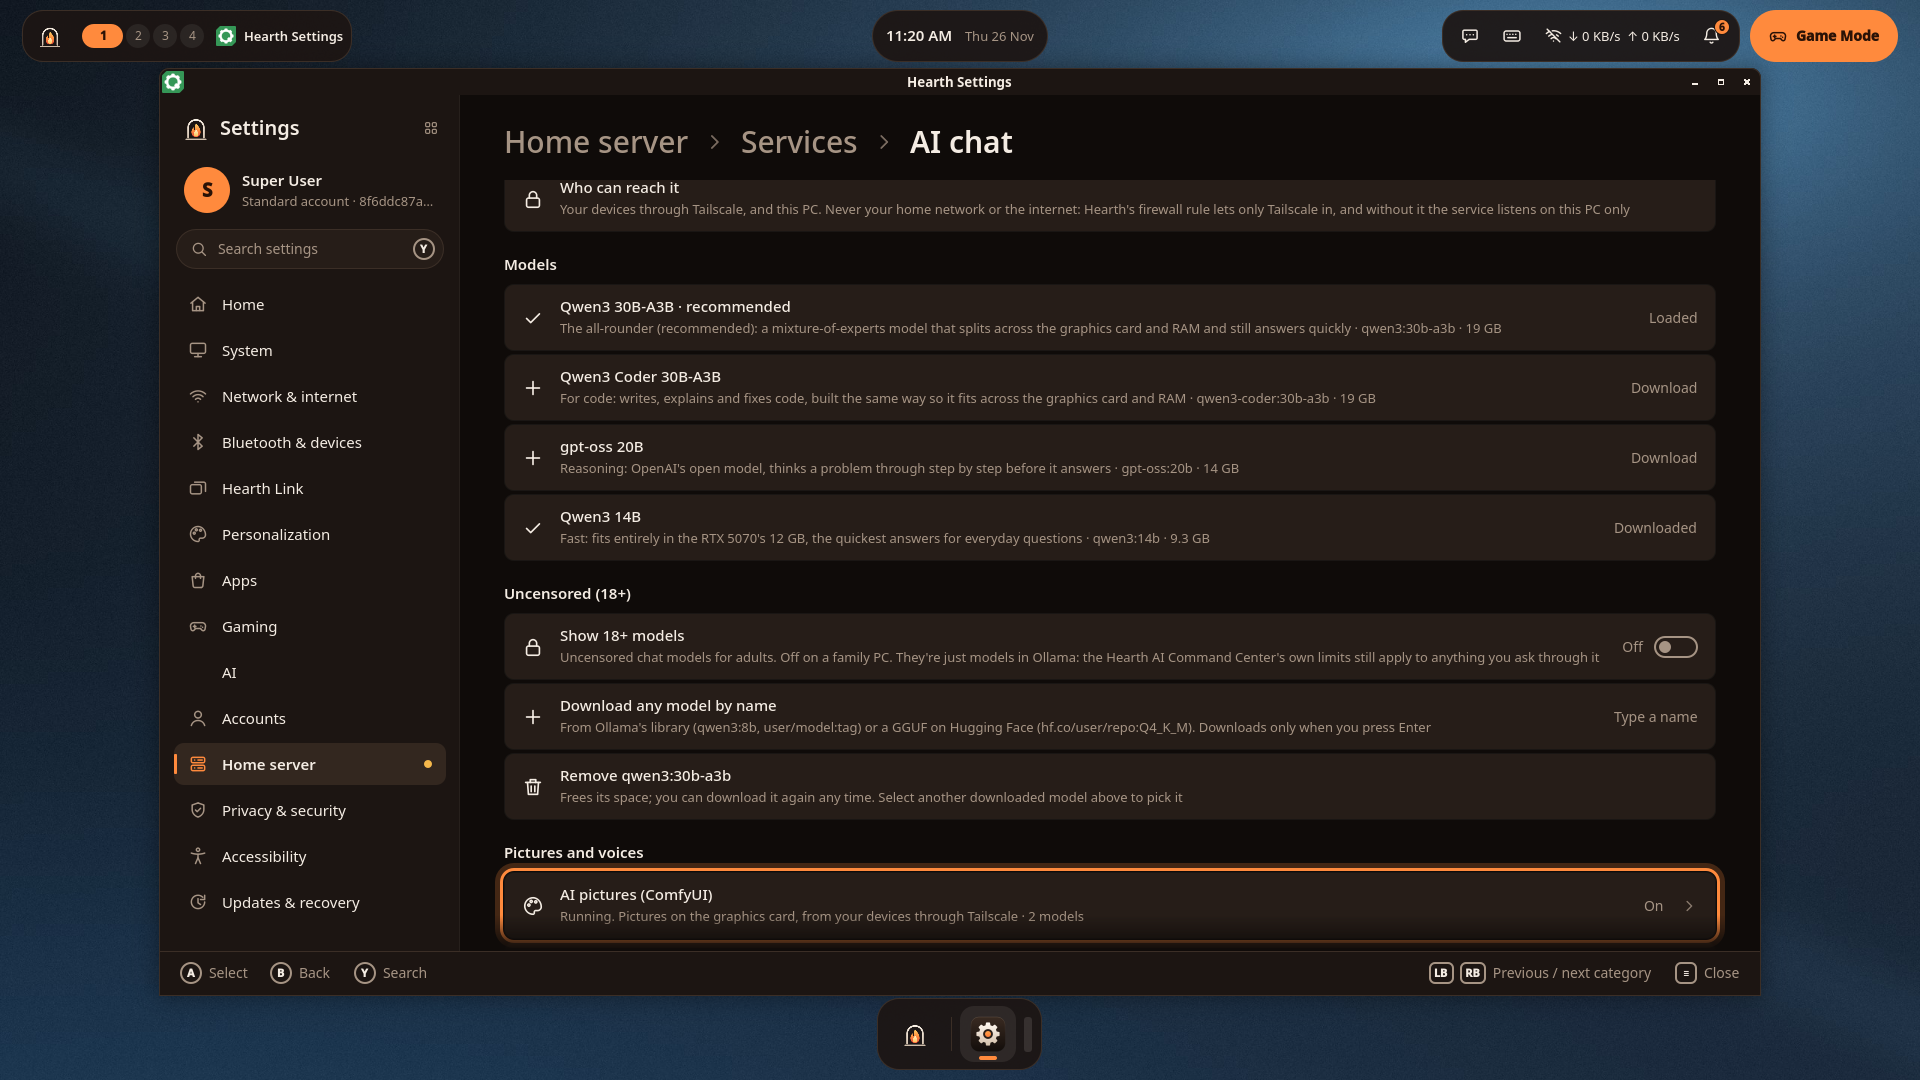 1 2 3 4 Hearth Settings
11:20 AM Thu 26 Nov
↓ 0 KB/s ↑ 0 KB/s 6
Game Mode
Hearth Settings
Settings
Super User
Standard account · 8f6ddc87a...
Search settings Y
Home
System
Network & internet
Bluetooth & devices
Hearth Link
Personalization
Apps
Gaming
AI
Accounts
Home server
Privacy & security
Accessibility
Updates & recovery
Home server > Services > AI chat
Who can reach it
Your devices through Tailscale, and this PC. Never your home network or the internet: Hearth's firewall rule lets only Tailscale in, and without it the service listens on this PC only
Models
Qwen3 30B-A3B · recommended
The all-rounder (recommended): a mixture-of-experts model that splits across the graphics card and RAM and still answers quickly · qwen3:30b-a3b · 19 GB
Loaded
Qwen3 Coder 30B-A3B
For code: writes, explains and fixes code, built the same way so it fits across the graphics card and RAM · qwen3-coder:30b-a3b · 19 GB
Download
gpt-oss 20B
Reasoning: OpenAI's open model, thinks a problem through step by step before it answers · gpt-oss:20b · 14 GB
Download
Qwen3 14B
Fast: fits entirely in the RTX 5070's 12 GB, the quickest answers for everyday questions · qwen3:14b · 9.3 GB
Downloaded
Uncensored (18+)
Show 18+ models
Uncensored chat models for adults. Off on a family PC. They're just models in Ollama: the Hearth AI Command Center's own limits still apply to anything you ask through it
Off
Download any model by name
From Ollama's library (qwen3:8b, user/model:tag) or a GGUF on Hugging Face (hf.co/user/repo:Q4_K_M). Downloads only when you press Enter
Type a name
Remove qwen3:30b-a3b
Frees its space; you can download it again any time. Select another downloaded model above to pick it
Pictures and voices
AI pictures (ComfyUI)
Running. Pictures on the graphics card, from your devices through Tailscale · 2 models
On
A Select B Back Y Search
LB RB Previous / next category ≡ Close